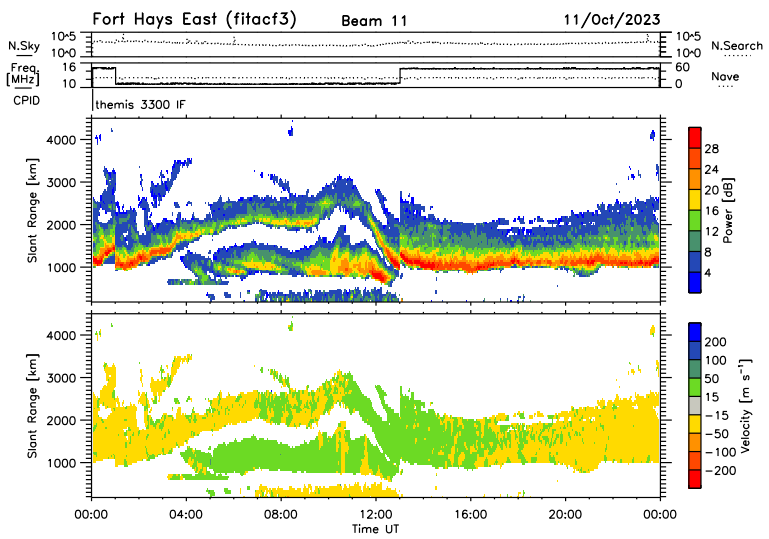 Fort Hays East (fitacf3) Beam 11 11/Oct/2023
N.Sky 10^5 10^0 10^5 10^0 N.Search
Freq. [MHz] 16 10 60 0 Nave
CPID themis 3300 IF
Slant Range [km]
4000
3000
2000
1000
Power [dB]
28
24
20
16
12
8
4
Slant Range [km]
4000
3000
2000
1000
Velocity [m s⁻¹]
200
100
50
15
−15
−50
−100
−200
00:00 04:00 08:00 12:00 16:00 20:00 00:00
Time UT